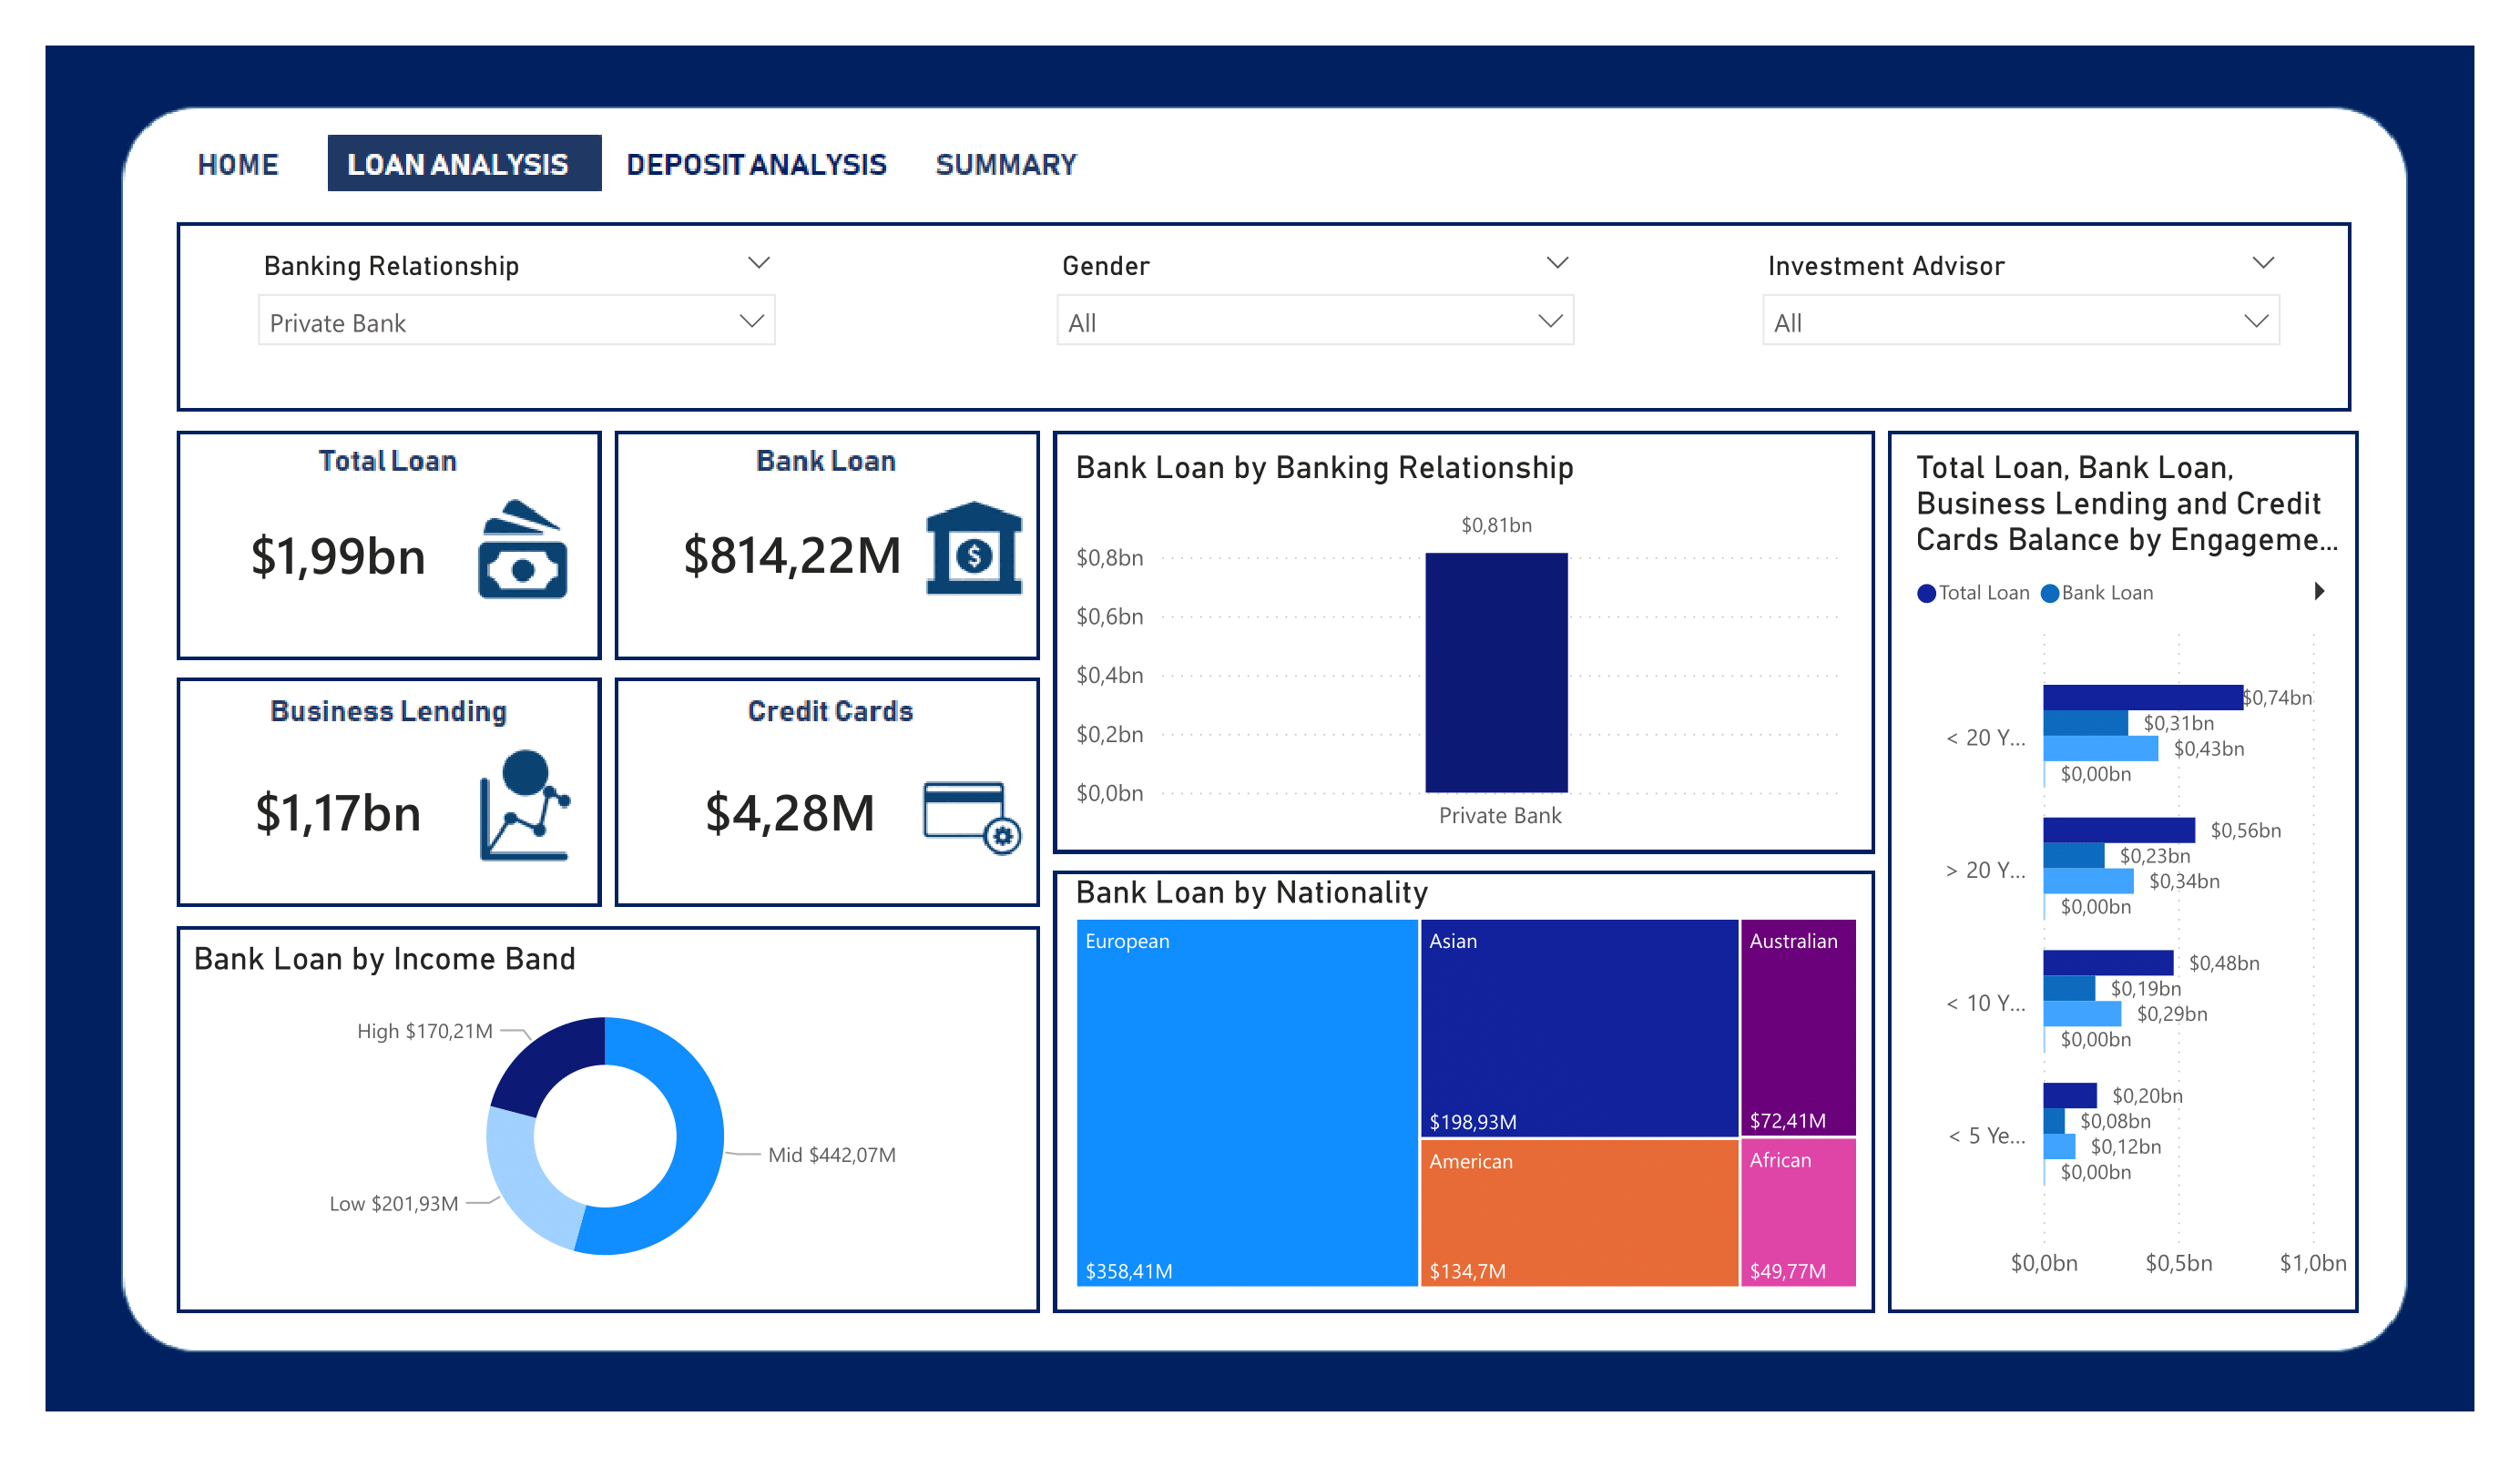 HOME
LOAN ANALYSIS
DEPOSIT ANALYSIS
SUMMARY
Banking Relationship
Private Bank
Gender
All
Investment Advisor
All
Total Loan
$1,99bn
Bank Loan
$814,22M
Business Lending
$1,17bn
Credit Cards
$4,28M
Bank Loan by Income Band
High $170,21M
Mid $442,07M
Low $201,93M
Bank Loan by Banking Relationship
$0,81bn
$0,8bn
$0,6bn
$0,4bn
$0,2bn
$0,0bn
Private Bank
Bank Loan by Nationality
European
$358,41M
Asian
$198,93M
Australian
$72,41M
American
$134,7M
African
$49,77M
Total Loan, Bank Loan,
Business Lending and Credit
Cards Balance by Engageme...
Total Loan
Bank Loan
< 20 Y...
$0,74bn
$0,31bn
$0,43bn
$0,00bn
> 20 Y...
$0,56bn
$0,23bn
$0,34bn
$0,00bn
< 10 Y...
$0,48bn
$0,19bn
$0,29bn
$0,00bn
< 5 Ye...
$0,20bn
$0,08bn
$0,12bn
$0,00bn
$0,0bn
$0,5bn
$1,0bn